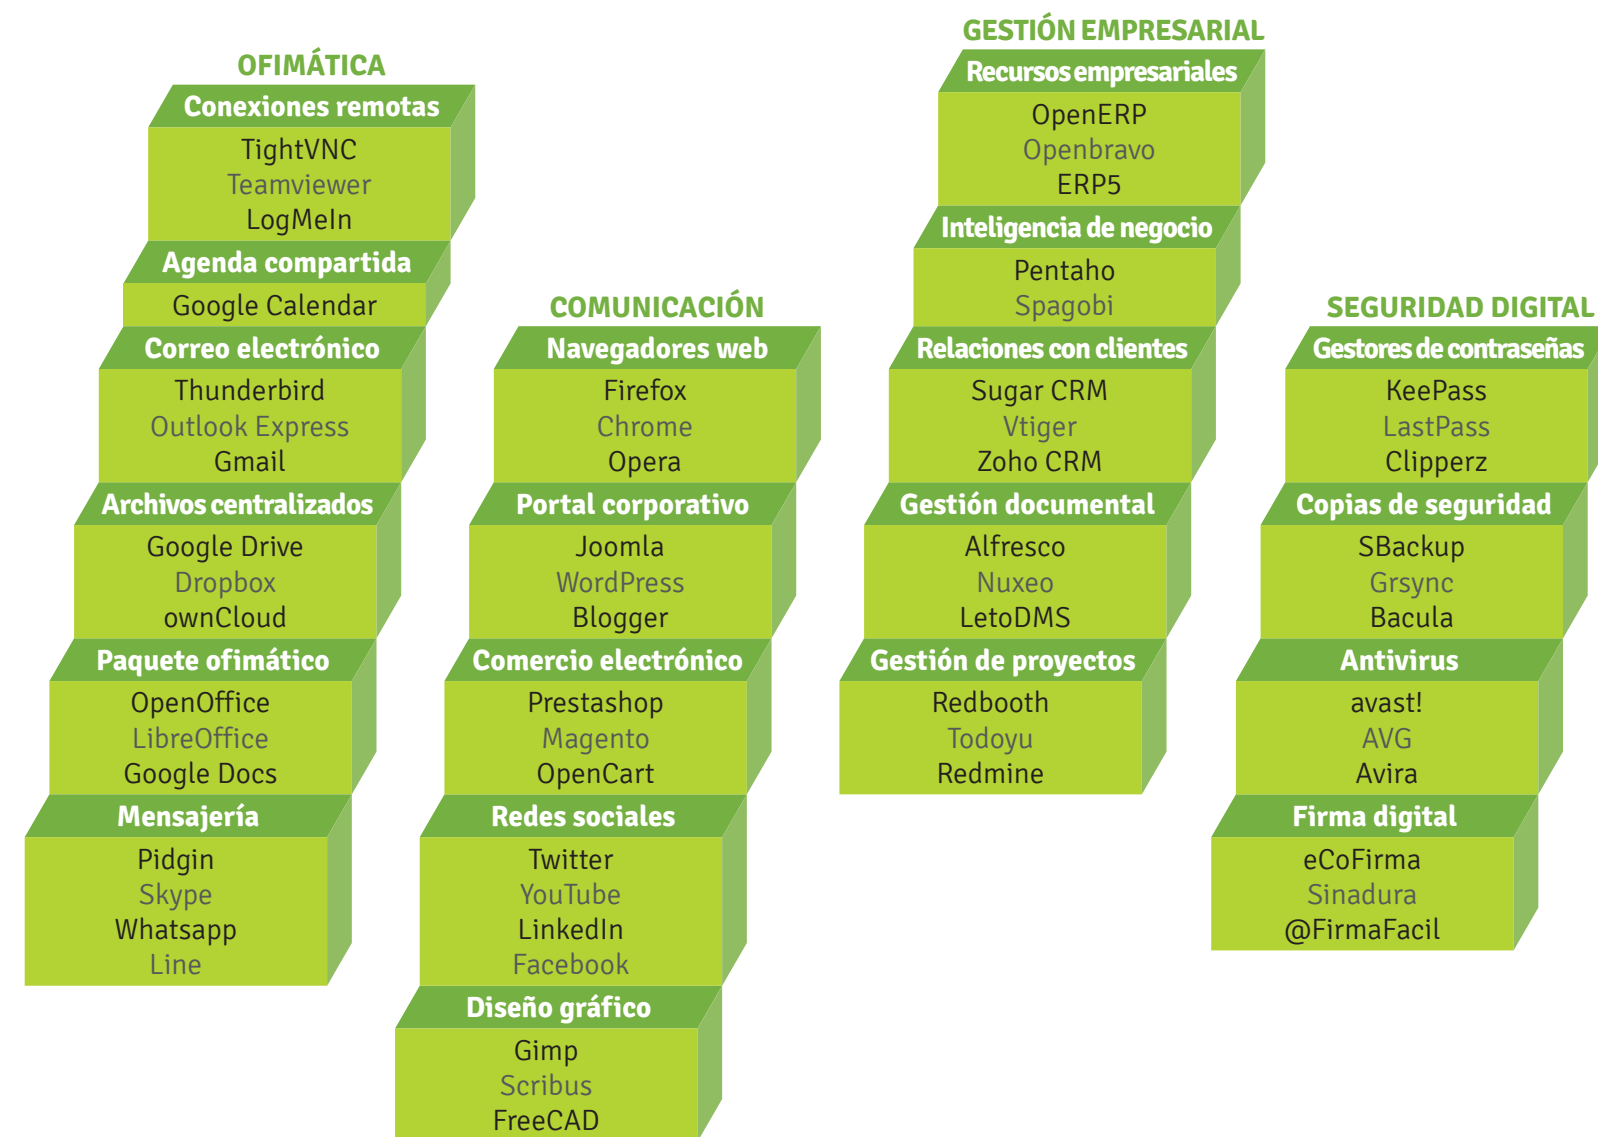 OFIMÁTICA
Conexiones remotas
TightVNC
Teamviewer
LogMeIn
Agenda compartida
Google Calendar
Correo electrónico
Thunderbird
Outlook Express
Gmail
Archivos centralizados
Google Drive
Dropbox
ownCloud
Paquete ofimático
OpenOffice
LibreOffice
Google Docs
Mensajería
Pidgin
Skype
Whatsapp
Line
COMUNICACIÓN
Navegadores web
Firefox
Chrome
Opera
Portal corporativo
Joomla
WordPress
Blogger
Comercio electrónico
Prestashop
Magento
OpenCart
Redes sociales
Twitter
YouTube
LinkedIn
Facebook
Diseño gráfico
Gimp
Scribus
FreeCAD
GESTIÓN EMPRESARIAL
Recursos empresariales
OpenERP
Openbravo
ERP5
Inteligencia de negocio
Pentaho
Spagobi
Relaciones con clientes
Sugar CRM
Vtiger
Zoho CRM
Gestión documental
Alfresco
Nuxeo
LetoDMS
Gestión de proyectos
Redbooth
Todoyu
Redmine
SEGURIDAD DIGITAL
Gestores de contraseñas
KeePass
LastPass
Clipperz
Copias de seguridad
SBackup
Grsync
Bacula
Antivirus
avast!
AVG
Avira
Firma digital
eCoFirma
Sinadura
@FirmaFacil